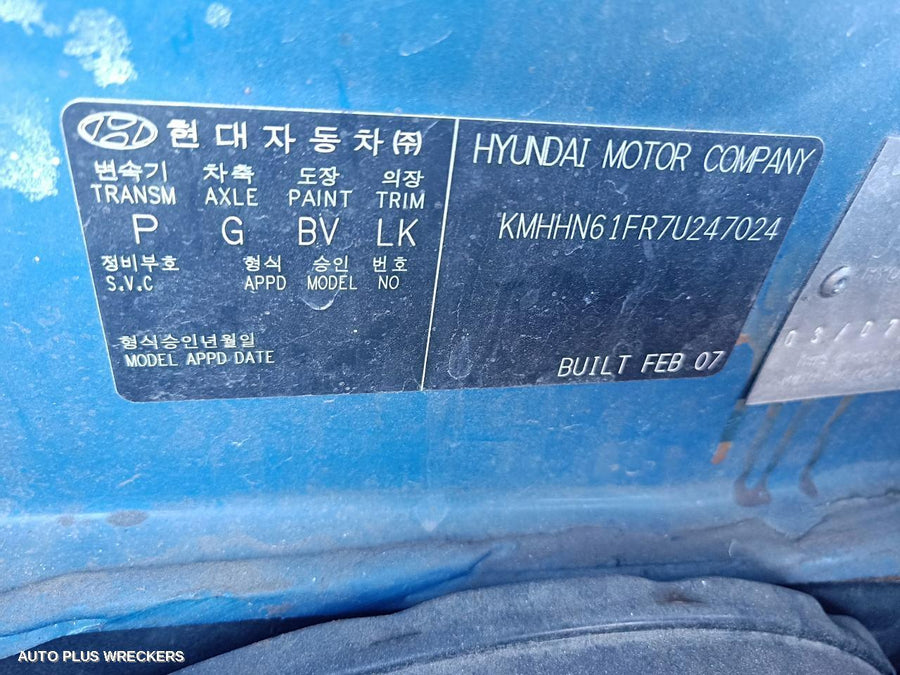 현대자동차㈜
변속기 차축 도장 의장
TRANSM AXLE PAINT TRIM
P G BV LK
정비부호 형식 승인 번호
S.V.C APPD MODEL NO
형식승인년월일
MODEL APPD DATE
HYUNDAI MOTOR COMPANY
KMHHN61FR7U247024
BUILT FEB 07
03/07
AUTO PLUS WRECKERS